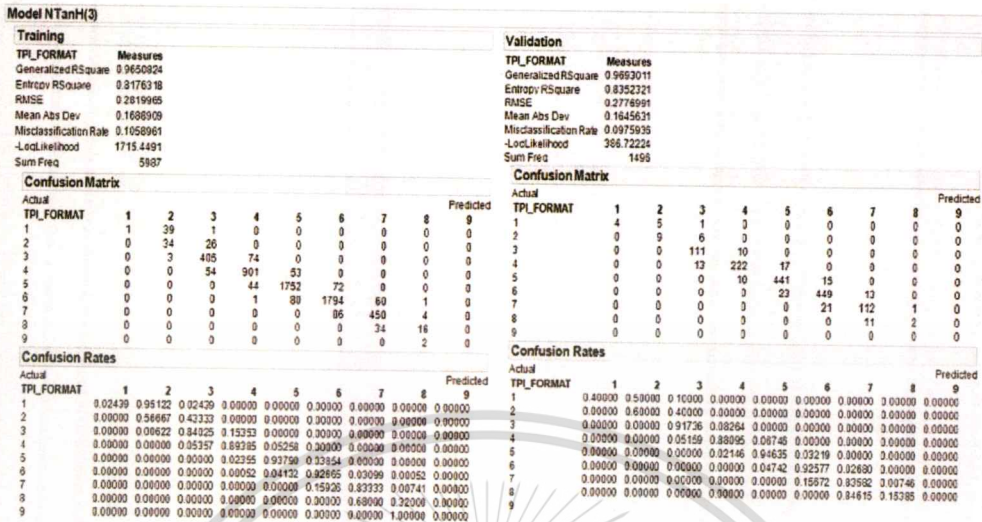 Model NTanH(3)
Training
TPI_FORMAT Measures
Generalized RSquare 0.9650824
Entropy RSquare 0.8176318
RMSE 0.2819965
Mean Abs Dev 0.1688909
Misclassification Rate 0.1058961
-LogLikelihood 1715.4491
Sum Freq 5987
Confusion Matrix
Actual Predicted
TPI_FORMAT 1 2 3 4 5 6 7 8 9
1 1 39 1 0 0 0 0 0 0
2 0 34 26 0 0 0 0 0 0
3 0 3 405 74 0 0 0 0 0
4 0 0 54 901 53 0 0 0 0
5 0 0 0 44 1752 72 0 0 0
6 0 0 0 1 80 1794 60 1 0
7 0 0 0 0 0 86 450 4 0
8 0 0 0 0 0 0 34 16 0
9 0 0 0 0 0 0 0 2 0
Confusion Rates
Actual Predicted
TPI_FORMAT 1 2 3 4 5 6 7 8 9
1 0.02439 0.95122 0.02439 0.00000 0.00000 0.00000 0.00000 0.00000 0.00000
2 0.00000 0.56667 0.43333 0.00000 0.00000 0.00000 0.00000 0.00000 0.00000
3 0.00000 0.00622 0.84025 0.15353 0.00000 0.00000 0.00000 0.00000 0.00000
4 0.00000 0.00000 0.05357 0.89385 0.05258 0.00000 0.00000 0.00000 0.00000
5 0.00000 0.00000 0.00000 0.02355 0.93790 0.03854 0.00000 0.00000 0.00000
6 0.00000 0.00000 0.00000 0.00052 0.04132 0.92665 0.03099 0.00052 0.00000
7 0.00000 0.00000 0.00000 0.00000 0.00000 0.15926 0.83333 0.00741 0.00000
8 0.00000 0.00000 0.00000 0.00000 0.00000 0.00000 0.68000 0.32000 0.00000
9 0.00000 0.00000 0.00000 0.00000 0.00000 0.00000 0.00000 1.00000 0.00000
Validation
TPI_FORMAT Measures
Generalized RSquare 0.9693011
Entropy RSquare 0.8352321
RMSE 0.2776991
Mean Abs Dev 0.1645631
Misclassification Rate 0.0975936
-LogLikelihood 386.72224
Sum Freq 1496
Confusion Matrix
Actual Predicted
TPI_FORMAT 1 2 3 4 5 6 7 8 9
1 4 5 1 0 0 0 0 0 0
2 0 9 6 0 0 0 0 0 0
3 0 0 111 10 0 0 0 0 0
4 0 0 13 222 17 0 0 0 0
5 0 0 0 10 441 15 0 0 0
6 0 0 0 0 23 449 13 0 0
7 0 0 0 0 0 21 112 1 0
8 0 0 0 0 0 0 11 2 0
9 0 0 0 0 0 0 0 0 0
Confusion Rates
Actual Predicted
TPI_FORMAT 1 2 3 4 5 6 7 8 9
1 0.40000 0.50000 0.10000 0.00000 0.00000 0.00000 0.00000 0.00000 0.00000
2 0.00000 0.60000 0.40000 0.00000 0.00000 0.00000 0.00000 0.00000 0.00000
3 0.00000 0.00000 0.91736 0.08264 0.00000 0.00000 0.00000 0.00000 0.00000
4 0.00000 0.00000 0.05159 0.88095 0.06746 0.00000 0.00000 0.00000 0.00000
5 0.00000 0.00000 0.00000 0.02146 0.94635 0.03219 0.00000 0.00000 0.00000
6 0.00000 0.00000 0.00000 0.00000 0.04742 0.92577 0.02680 0.00000 0.00000
7 0.00000 0.00000 0.00000 0.00000 0.00000 0.15672 0.83582 0.00746 0.00000
8 0.00000 0.00000 0.00000 0.00000 0.00000 0.00000 0.84615 0.15385 0.00000
9